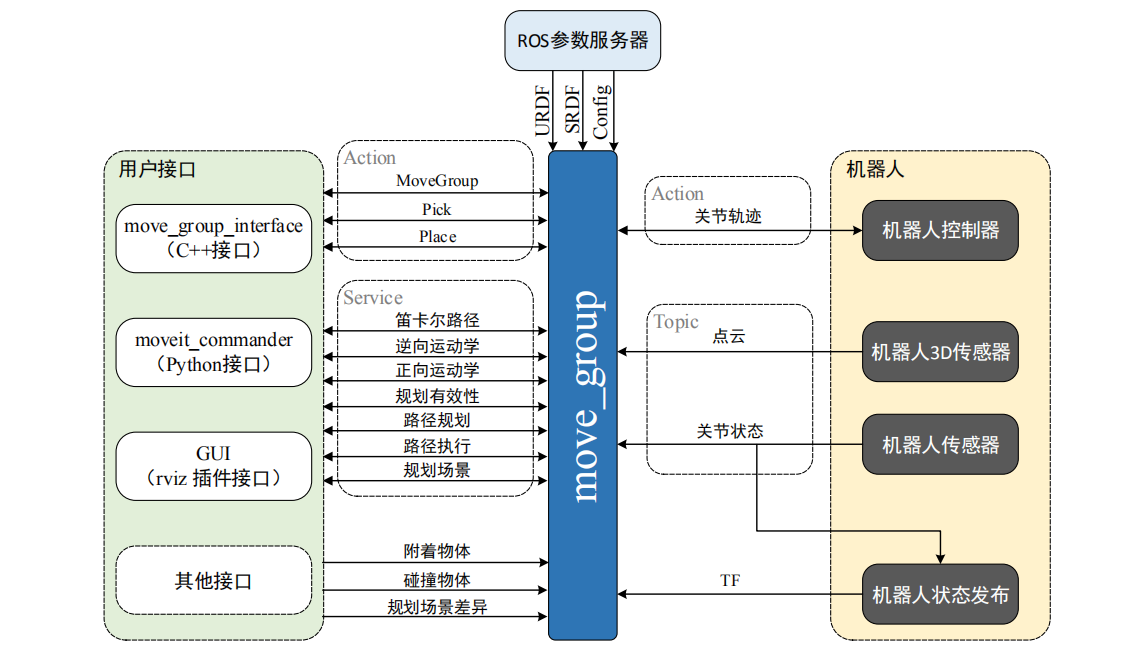 ROS参数服务器
URDF
SRDF
Config
用户接口
move_group_interface
（C++接口）
moveit_commander
（Python接口）
GUI
（rviz 插件接口）
其他接口
Action
MoveGroup
Pick
Place
Service
笛卡尔路径
逆向运动学
正向运动学
规划有效性
路径规划
路径执行
规划场景
附着物体
碰撞物体
规划场景差异
move_group
Action
关节轨迹
Topic
点云
关节状态
TF
机器人
机器人控制器
机器人3D传感器
机器人传感器
机器人状态发布